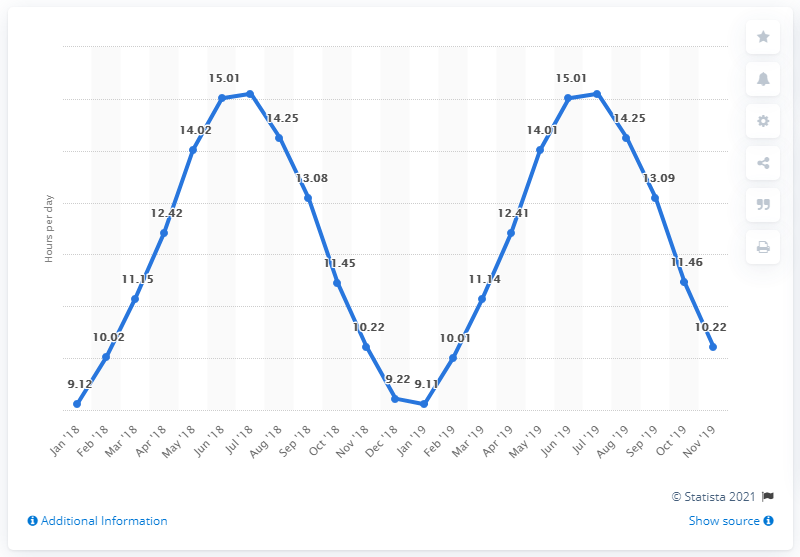 15.01
15.01
14.25
14.25
14.02
14.01
13.08
13.09
12.42
12.41
11.45
11.46
11.15
11.14
10.02
10.22
10.01
10.22
9.12
9.22
9.11
Hours per day
Jan '18
Feb '18
Mar '18
Apr '18
May '18
Jun '18
Jul '18
Aug '18
Sep '18
Oct '18
Nov '18
Dec '18
Jan '19
Feb '19
Mar '19
Apr '19
May '19
Jun '19
Jul '19
Aug '19
Sep '19
Oct '19
Nov '19
© Statista 2021
Additional Information
Show source